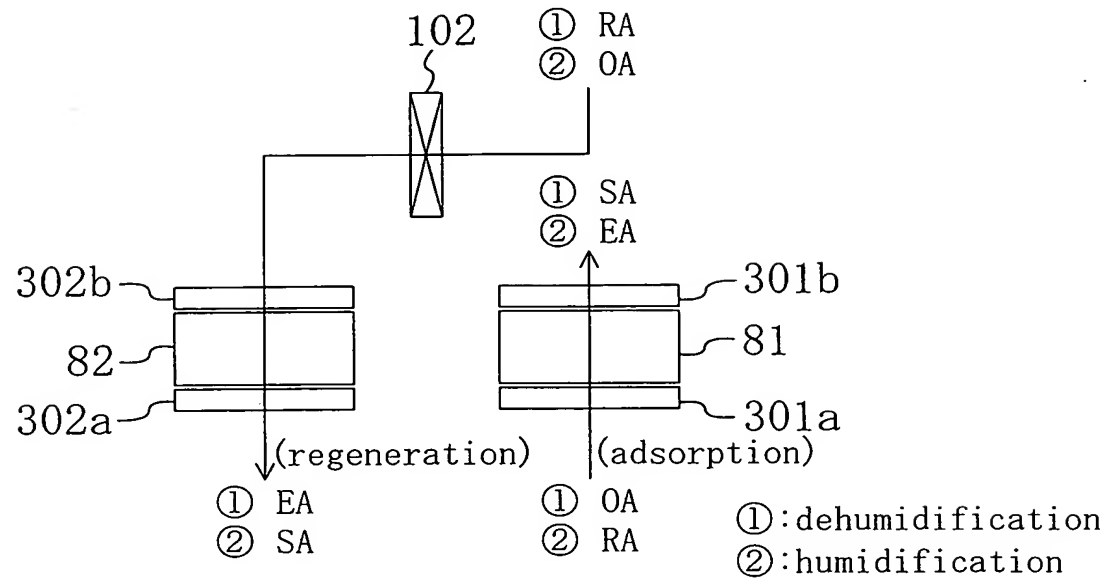 102
① RA
② OA
① SA
② EA
302b
301b
82
81
302a
301a
(regeneration)
(adsorption)
① EA
② SA
① OA
② RA
①:dehumidification
②:humidification